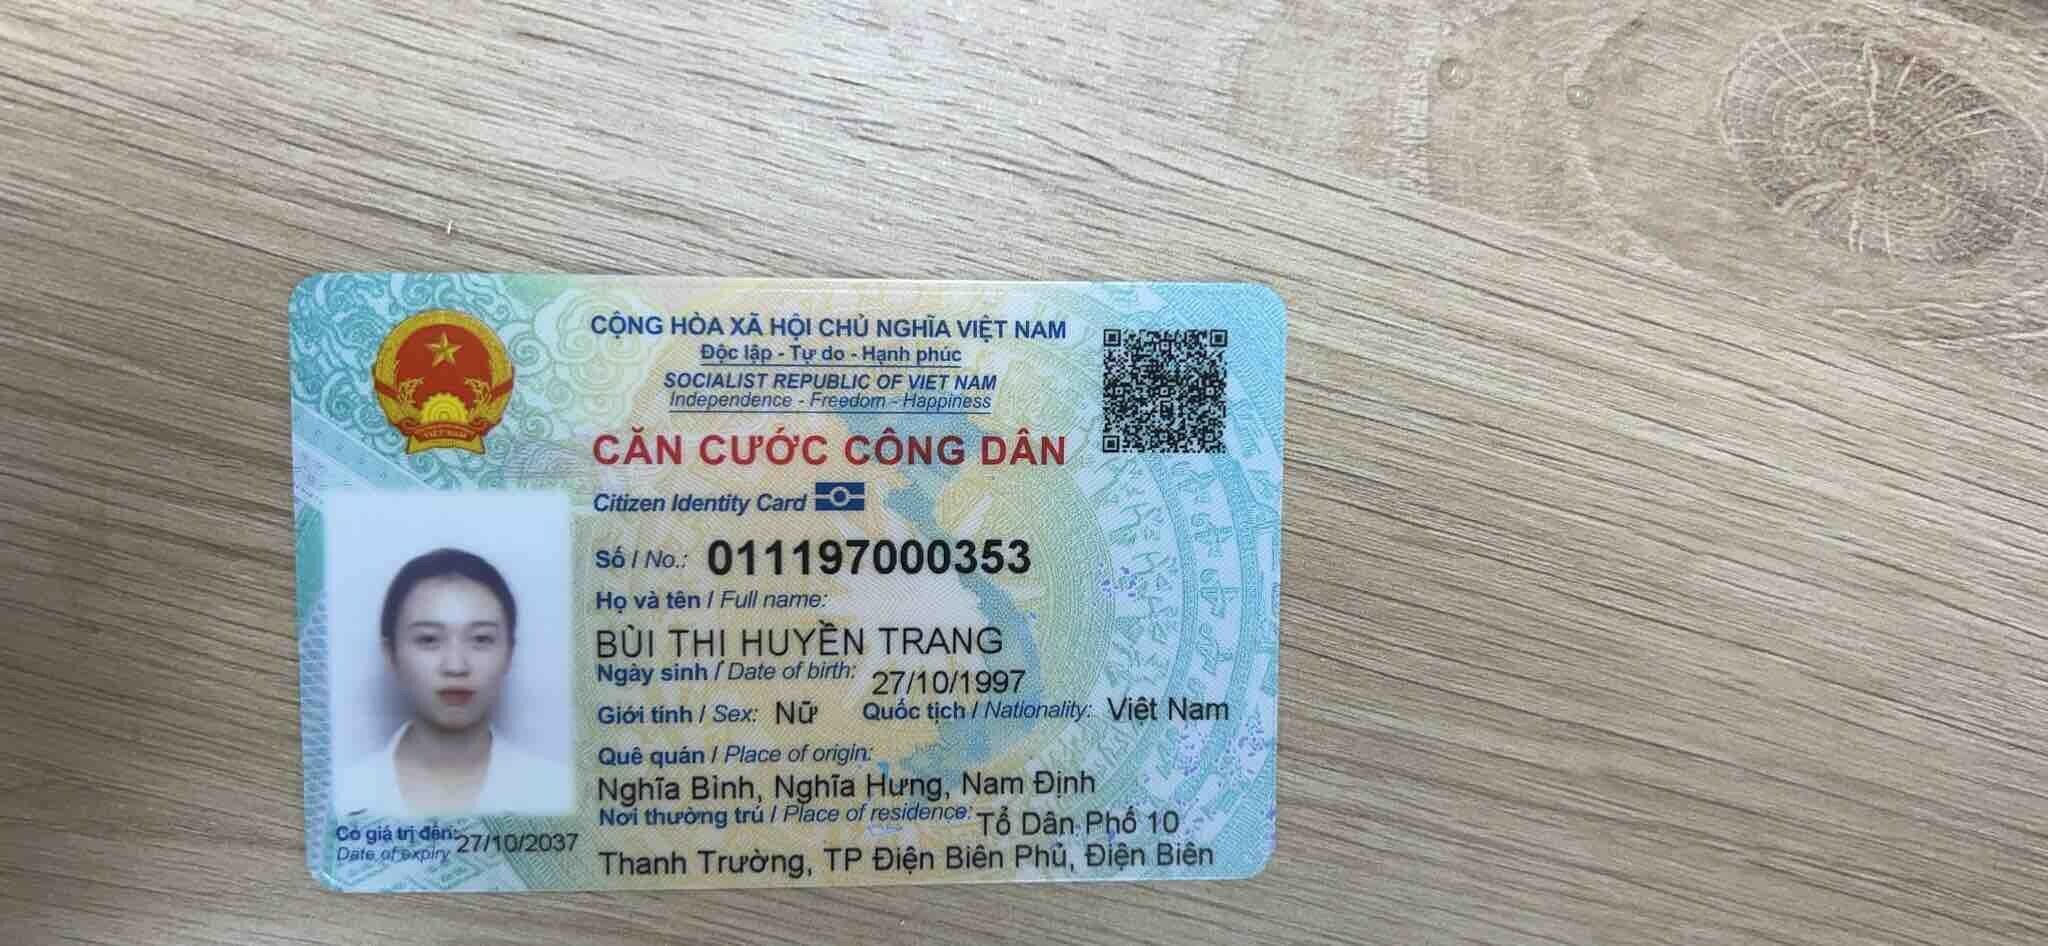 CỘNG HÒA XÃ HỘI CHỦ NGHĨA VIỆT NAM
Độc lập - Tự do - Hạnh phúc
SOCIALIST REPUBLIC OF VIET NAM
Independence - Freedom - Happiness
CĂN CƯỚC CÔNG DÂN
Citizen Identity Card
Số / No.: 011197000353
Họ và tên / Full name:
BÙI THỊ HUYỀN TRANG
Ngày sinh / Date of birth: 27/10/1997
Giới tính / Sex: Nữ Quốc tịch / Nationality: Việt Nam
Quê quán / Place of origin:
Nghĩa Bình, Nghĩa Hưng, Nam Định
Nơi thường trú / Place of residence: Tổ Dân Phố 10
Thanh Trường, TP Điện Biên Phủ, Điện Biên
Có giá trị đến: 27/10/2037
Date of expiry
VIỆT NAM